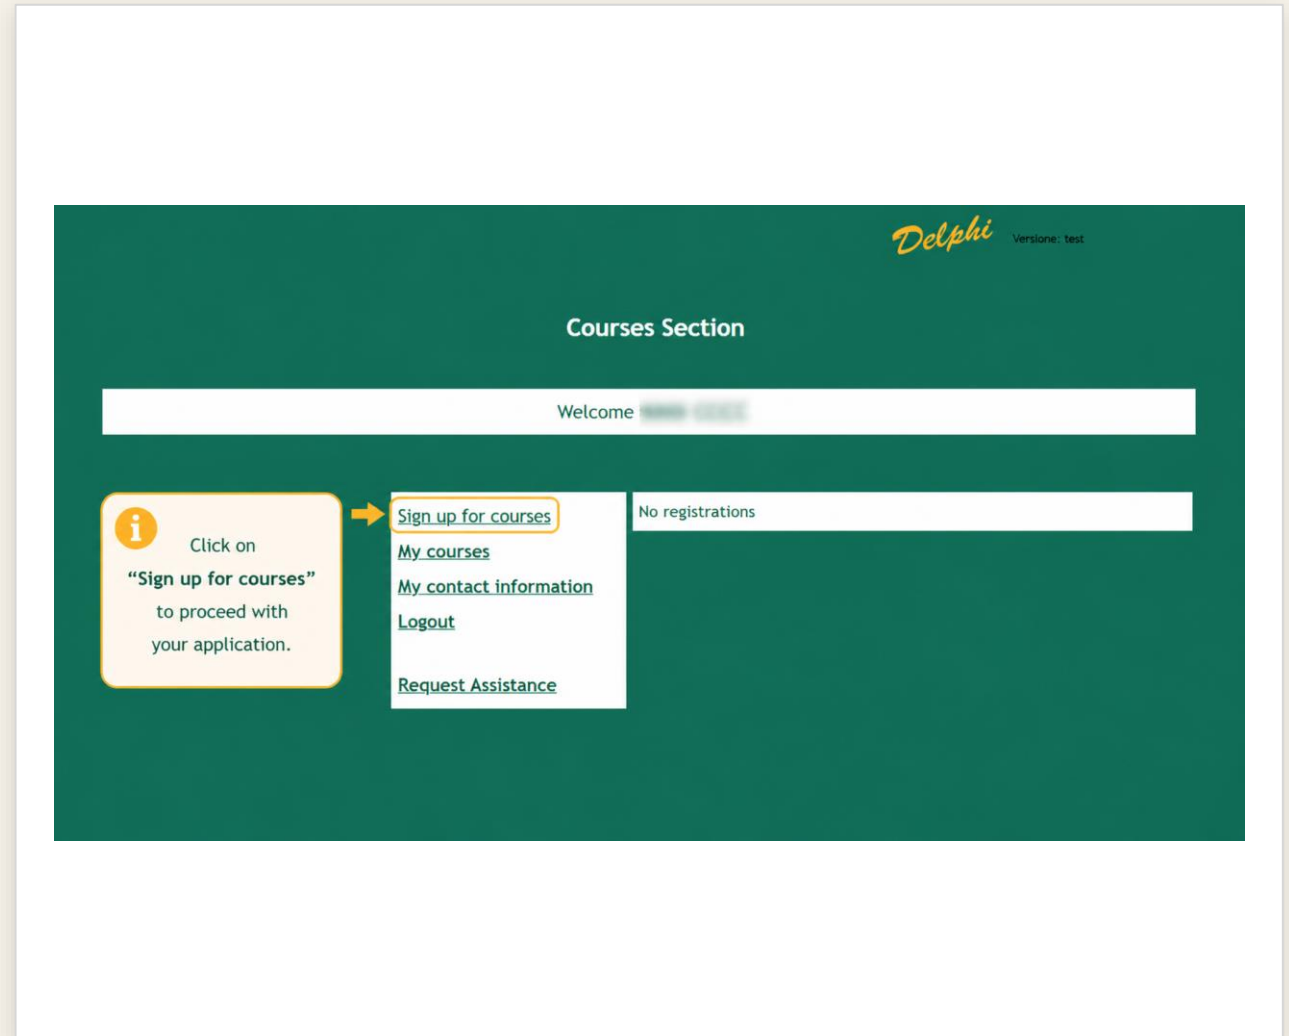 Delphi Versione: test
Courses Section
Welcome
Click on
“Sign up for courses”
to proceed with
your application.
Sign up for courses
My courses
My contact information
Logout
Request Assistance
No registrations